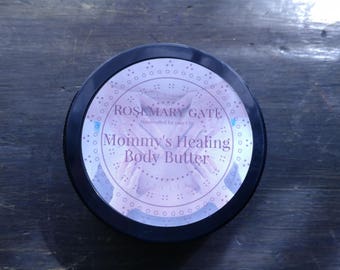 ROSEMARY GATE
Mommy's Healing
Body Butter